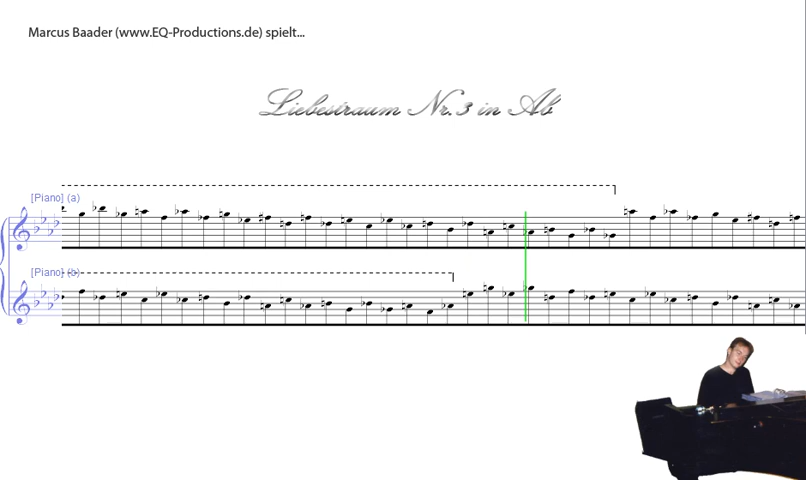 Marcus Baader (www.EQ-Productions.de) spielt...
Liebestraum Nr.3 in Ab
[Piano] (a)
[Piano] (b)